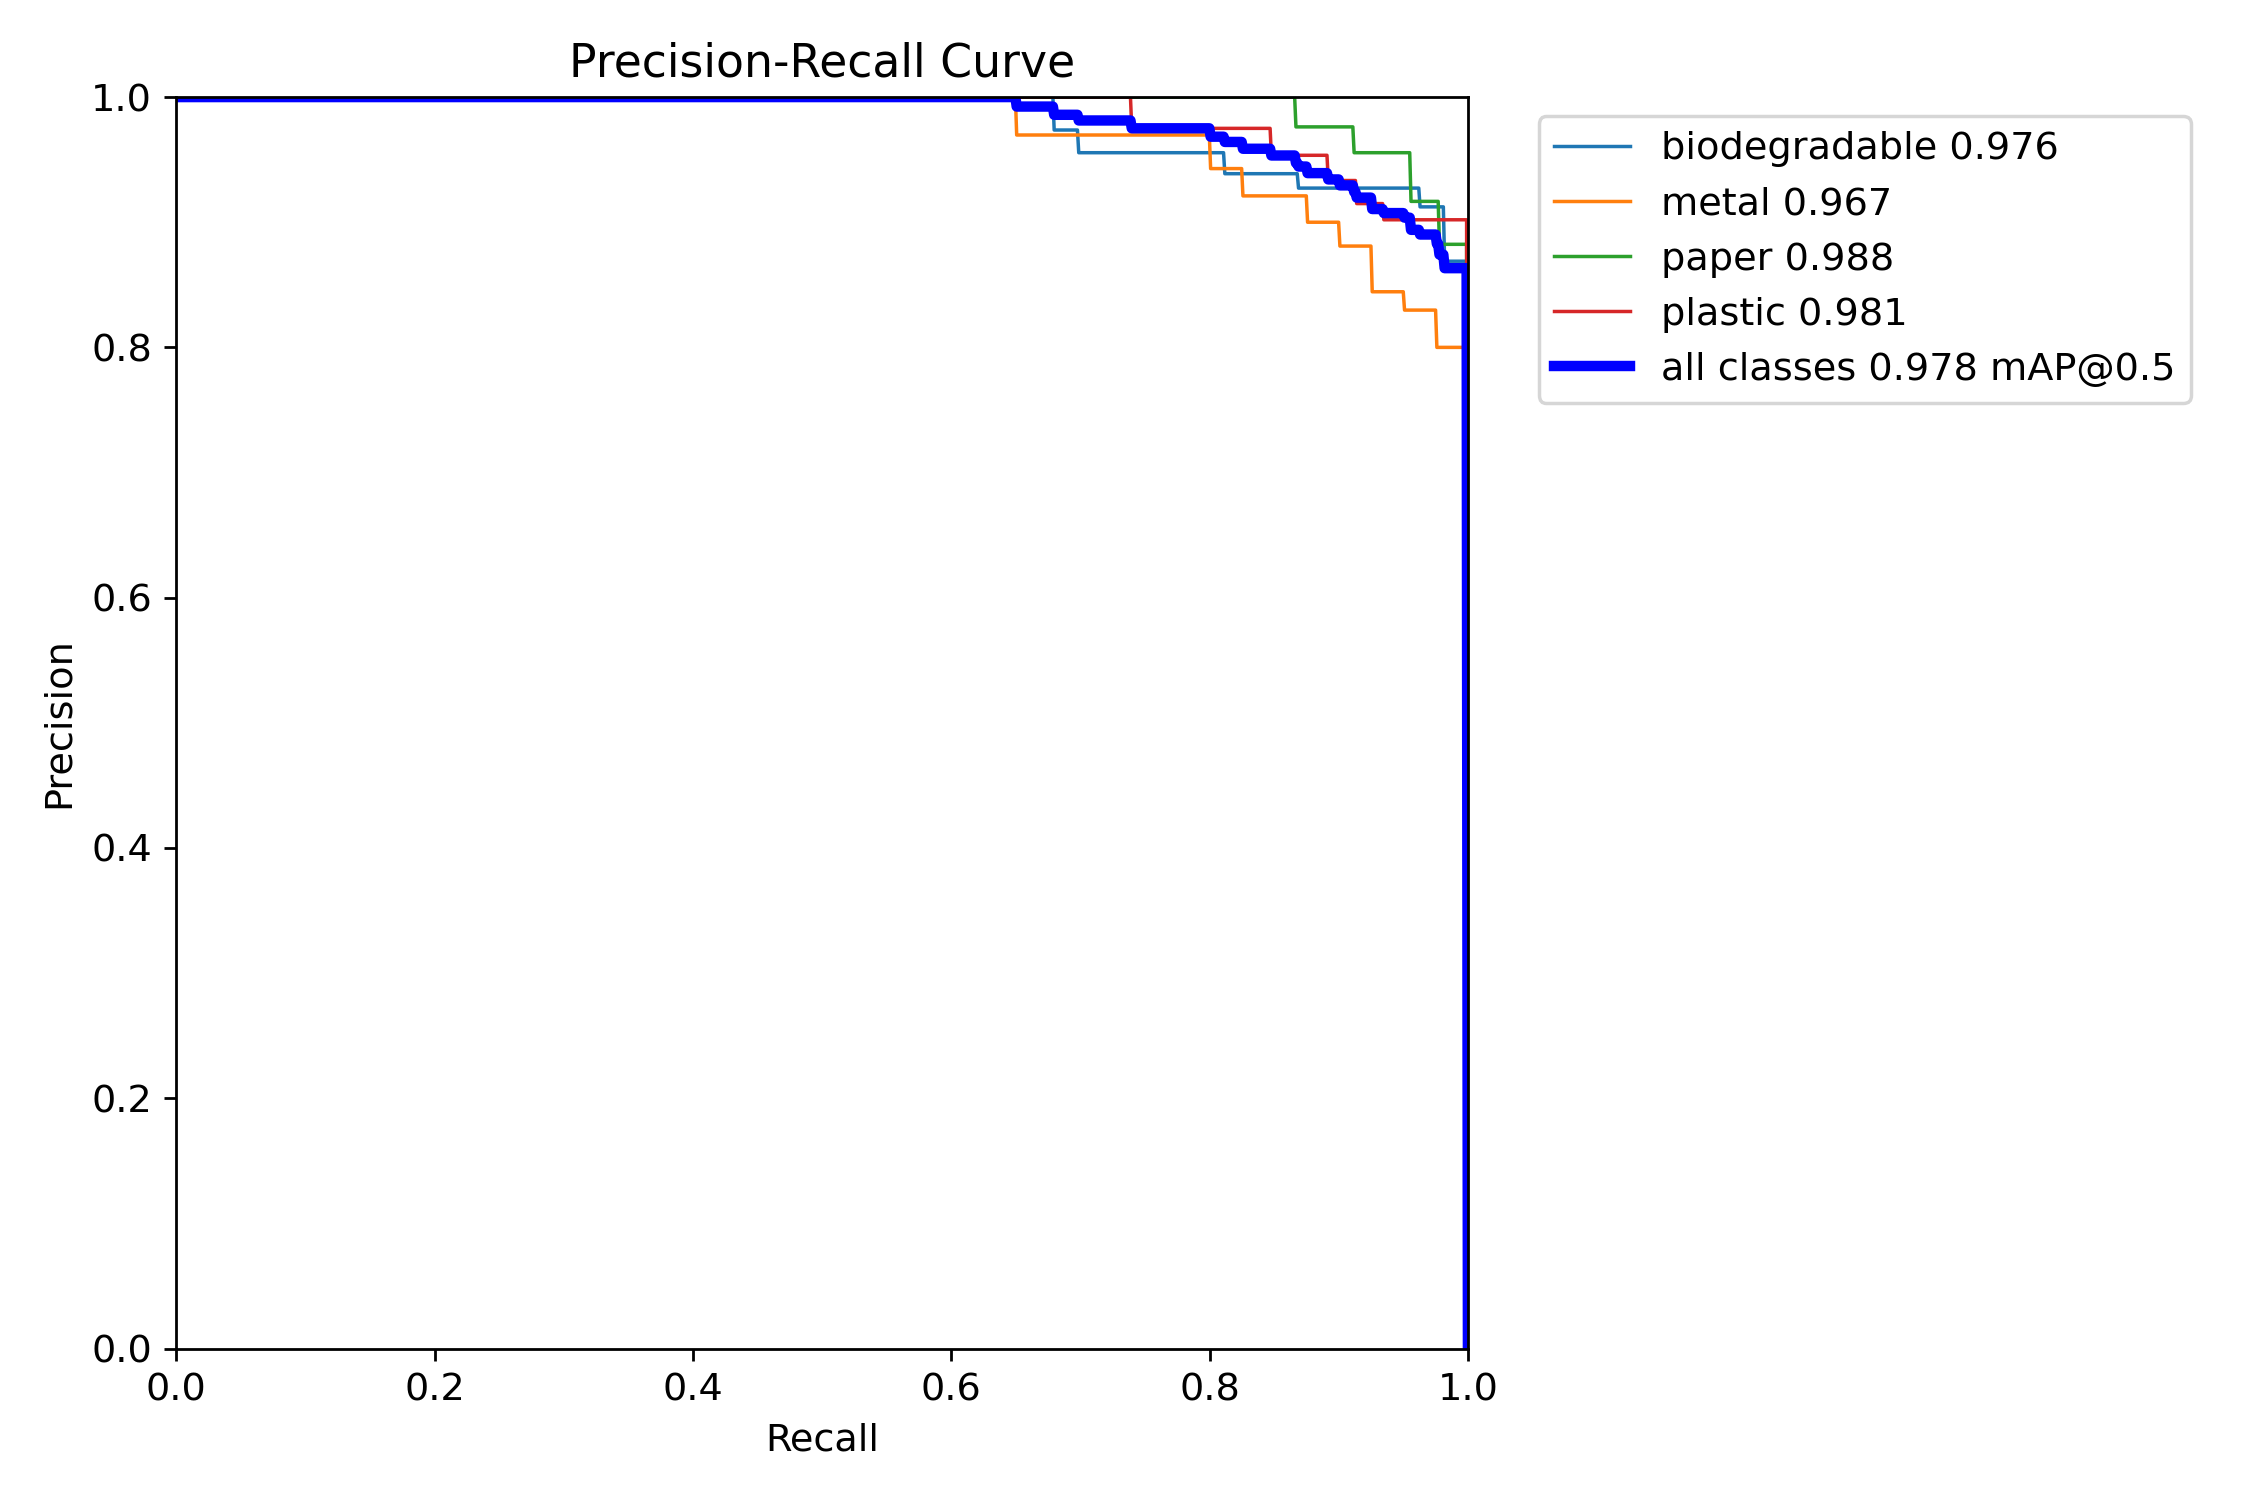 Precision-Recall Curve
1.0
0.8
0.6
0.4
0.2
0.0
Precision
0.0 0.2 0.4 0.6 0.8 1.0
Recall
biodegradable 0.976
metal 0.967
paper 0.988
plastic 0.981
all classes 0.978 mAP@0.5